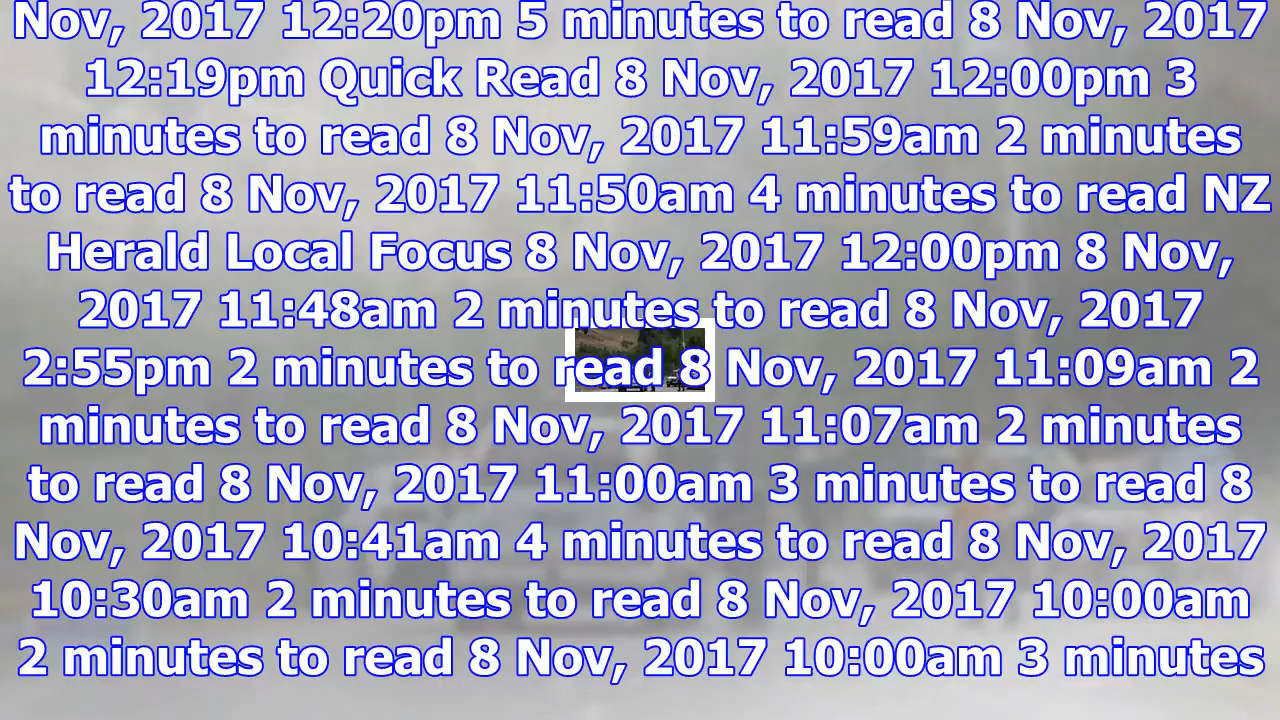 Nov, 2017 12:20pm 5 minutes to read 8 Nov, 2017
12:19pm Quick Read 8 Nov, 2017 12:00pm 3
minutes to read 8 Nov, 2017 11:59am 2 minutes
to read 8 Nov, 2017 11:50am 4 minutes to read NZ
Herald Local Focus 8 Nov, 2017 12:00pm 8 Nov,
2017 11:48am 2 minutes to read 8 Nov, 2017
2:55pm 2 minutes to read 8 Nov, 2017 11:09am 2
minutes to read 8 Nov, 2017 11:07am 2 minutes
to read 8 Nov, 2017 11:00am 3 minutes to read 8
Nov, 2017 10:41am 4 minutes to read 8 Nov, 2017
10:30am 2 minutes to read 8 Nov, 2017 10:00am
2 minutes to read 8 Nov, 2017 10:00am 3 minutes